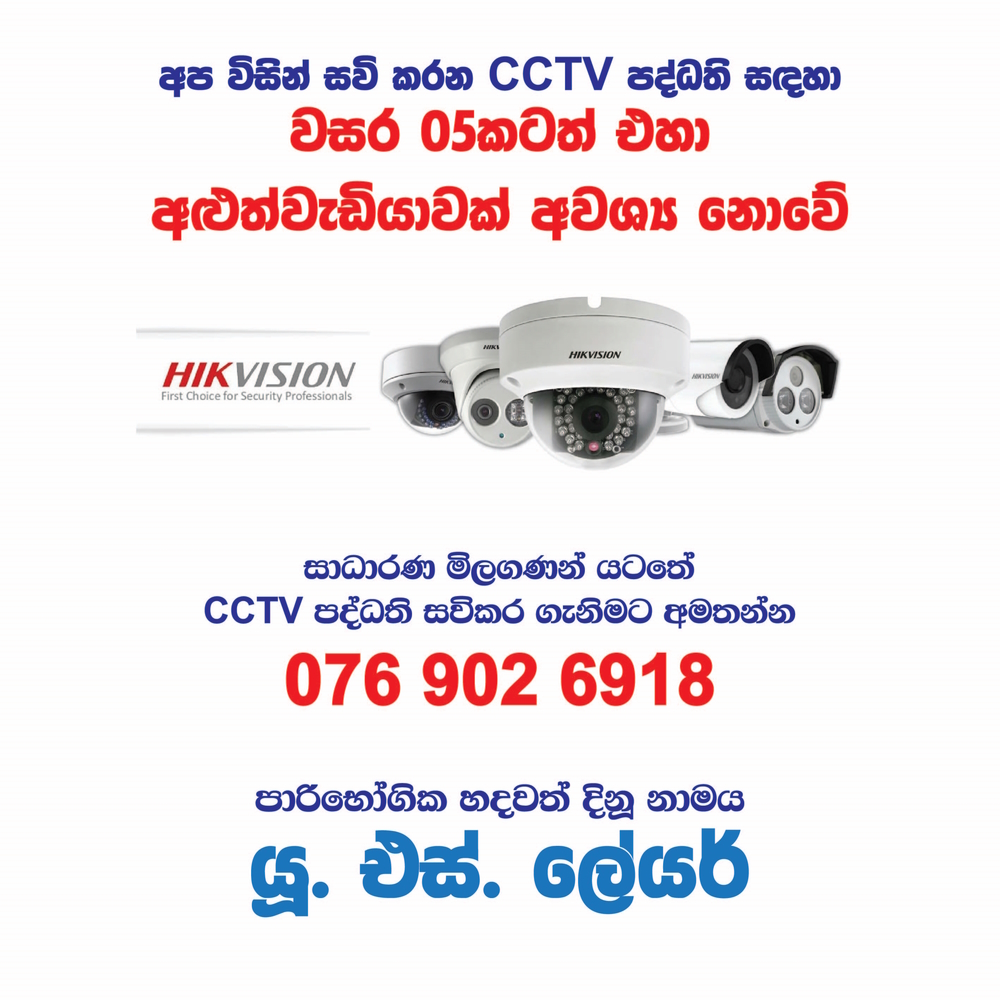 අප විසින් සවි කරන CCTV පද්ධති සඳහා
වසර 05කටත් එහා
අළුත්වැඩියාවක් අවශ්‍ය නොවේ
HIKVISION
First Choice for Security Professionals
HIKVISION
HIKVISION
සාධාරණ මිලගණන් යටතේ
CCTV පද්ධති සවිකර ගැනිමට අමතන්න
076 902 6918
පාරිභෝගික හදවත් දිනූ නාමය
යූ. එස්. ලේයර්